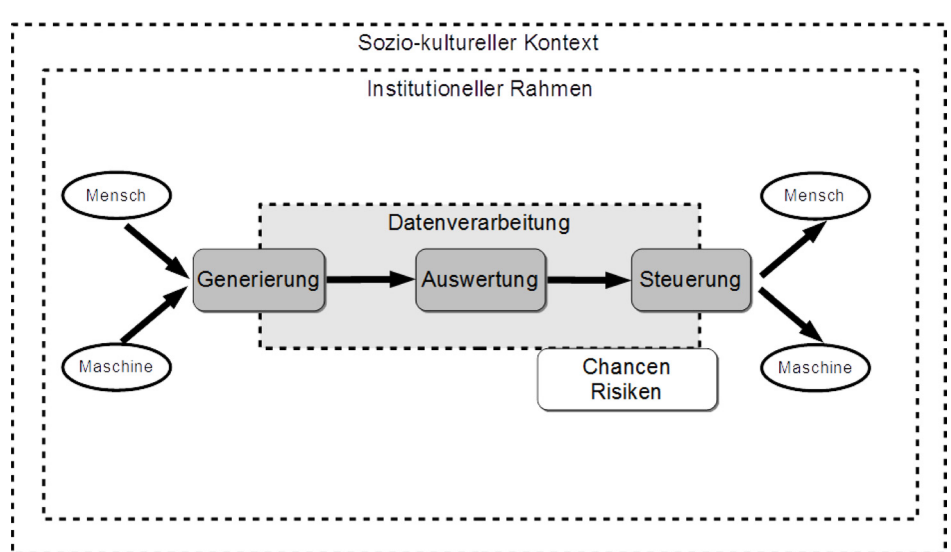 Sozio-kultureller Kontext
Institutioneller Rahmen
Mensch
Mensch
Datenverarbeitung
Generierung
Auswertung
Steuerung
Maschine
Chancen
Risiken
Maschine